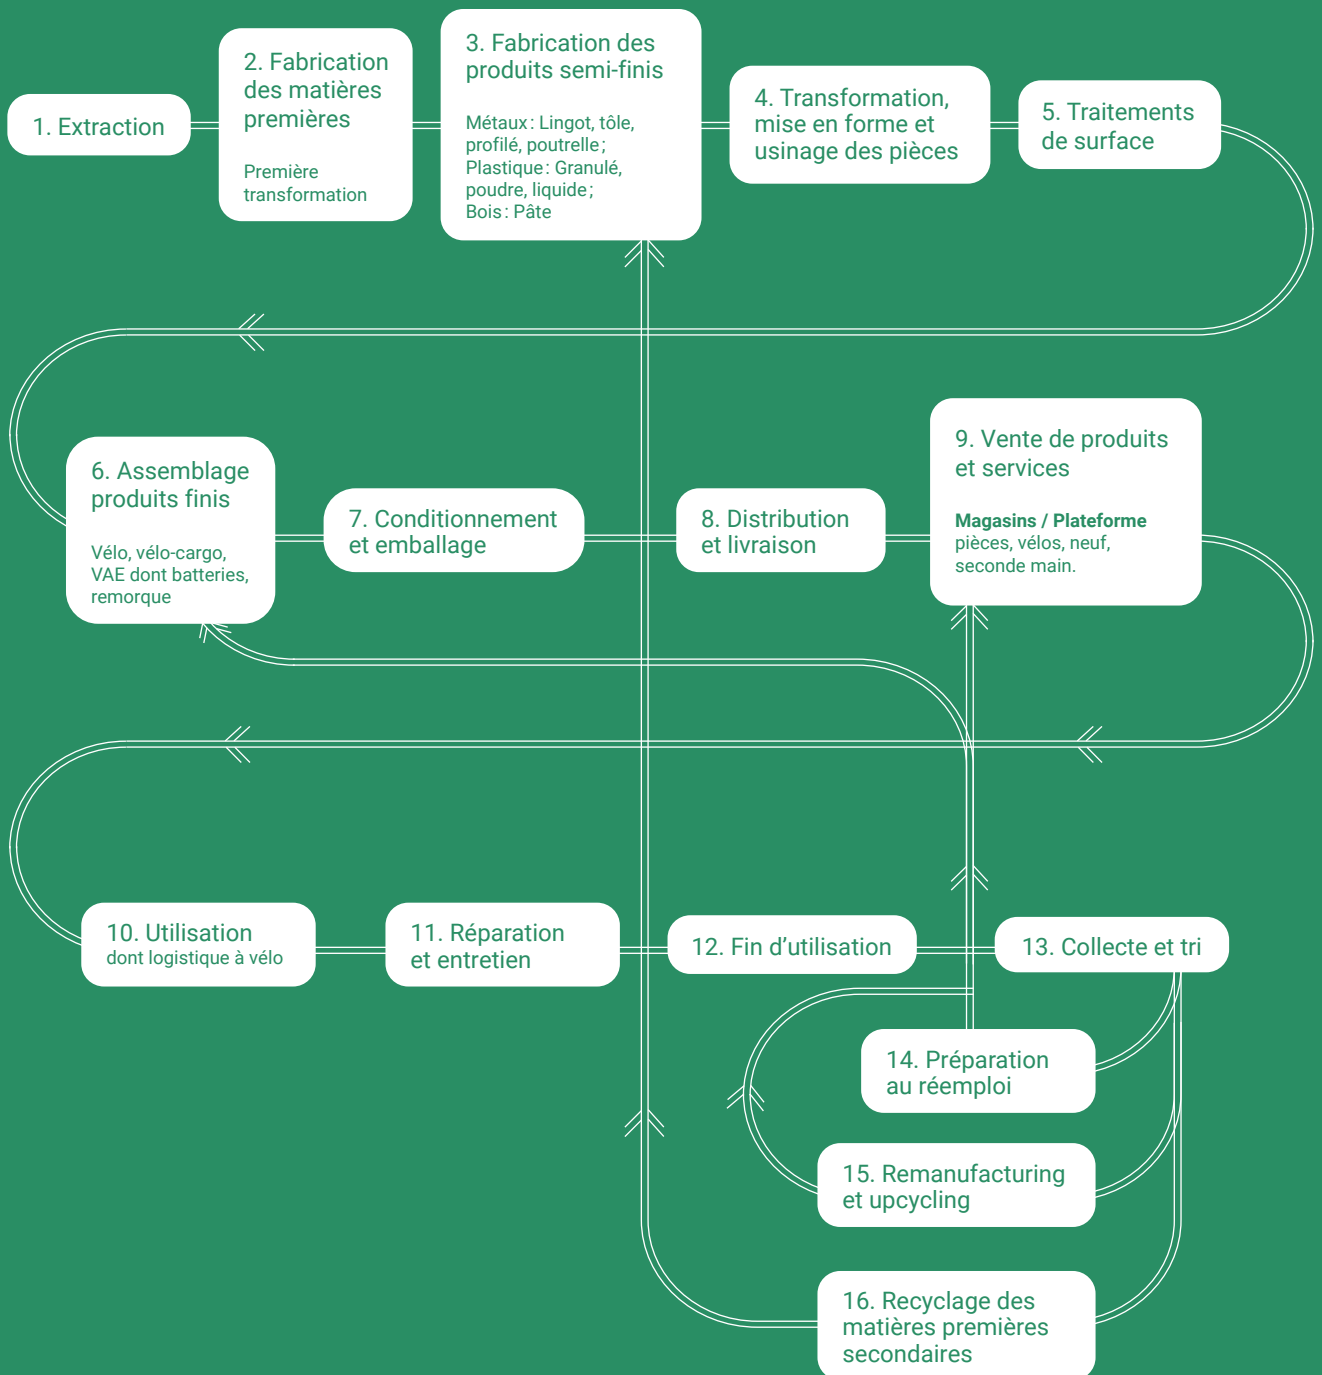 1. Extraction
2. Fabrication
des matières
premières
Première
transformation
3. Fabrication des
produits semi-finis
Métaux : Lingot, tôle,
profilé, poutrelle ;
Plastique : Granulé,
poudre, liquide ;
Bois : Pâte
4. Transformation,
mise en forme et
usinage des pièces
5. Traitements
de surface
6. Assemblage
produits finis
Vélo, vélo-cargo,
VAE dont batteries,
remorque
7. Conditionnement
et emballage
8. Distribution
et livraison
9. Vente de produits
et services
Magasins / Plateforme
pièces, vélos, neuf,
seconde main.
10. Utilisation
dont logistique à vélo
11. Réparation
et entretien
12. Fin d’utilisation
13. Collecte et tri
14. Préparation
au réemploi
15. Remanufacturing
et upcycling
16. Recyclage des
matières premières
secondaires